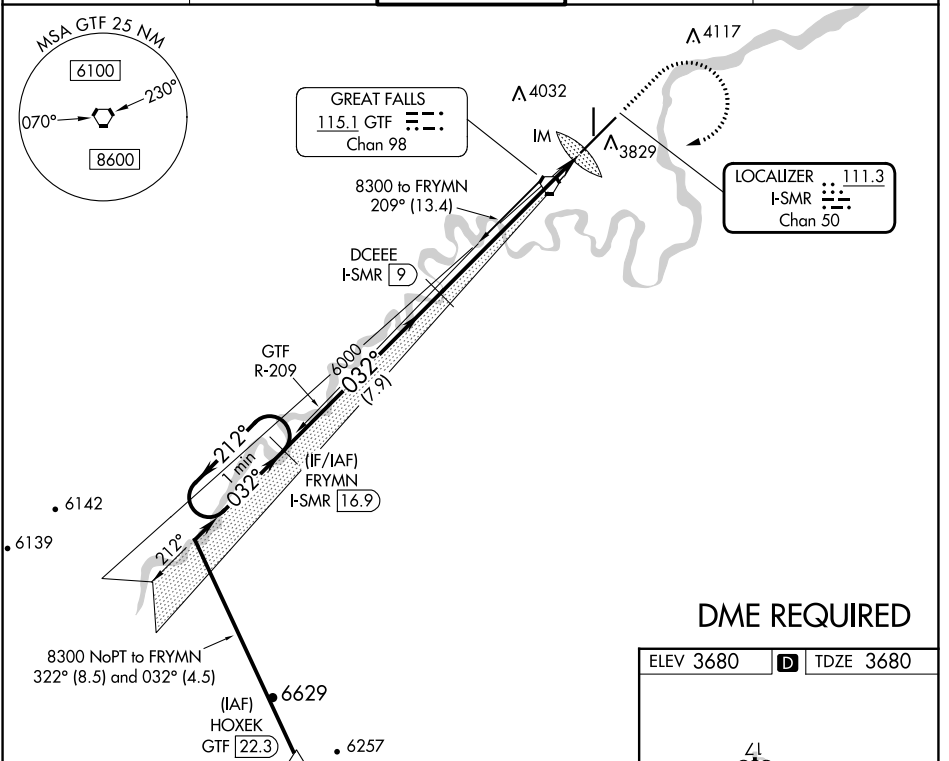 MSA GTF 25 NM
6100
230°
070°
8600
4117
4032
GREAT FALLS
115.1 GTF
Chan 98
IM
3829
LOCALIZER 111.3
I-SMR
Chan 50
8300 to FRYMN
209° (13.4)
DCEEE
I-SMR 9
GTF
R-209
6000
032°
(7.9)
212°
1 min
032°
(IF/IAF)
FRYMN
I-SMR 16.9
6142
6139
212°
8300 NoPT to FRYMN
322° (8.5) and 032° (4.5)
6629
(IAF)
HOXEK
GTF 22.3
6257
DME REQUIRED
ELEV 3680 D TDZE 3680
17